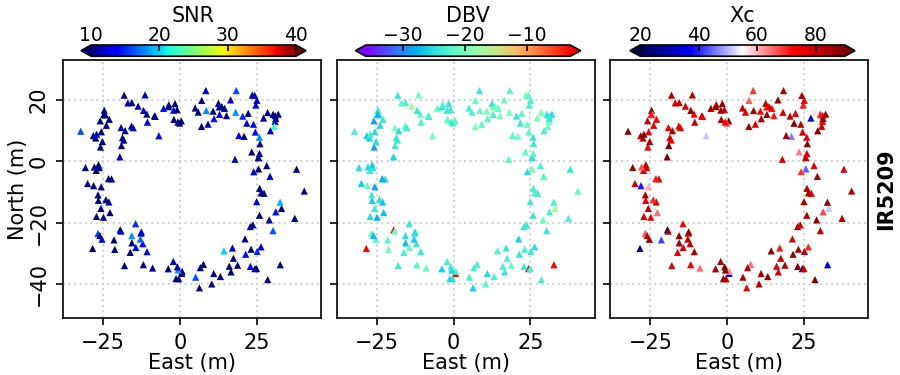 SNR DBV Xc
10 20 30 40 −30 −20 −10 20 40 60 80
20
0
−20
−40
North (m)
IR5209
−25 0 25 −25 0 25 −25 0 25
East (m) East (m) East (m)